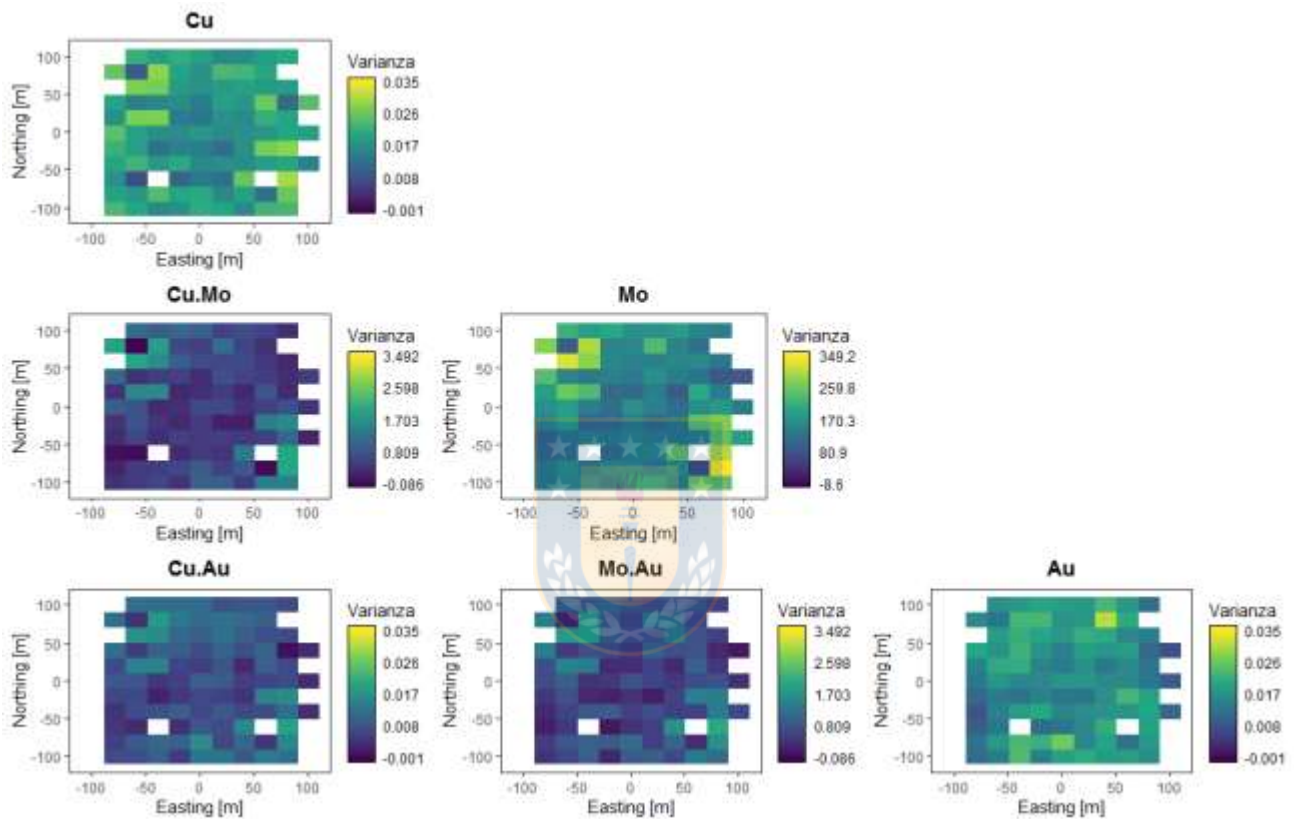 Cu
Varianza
0.035
0.026
0.017
0.008
-0.001
Northing [m]
100
50
0
-50
-100
-100 -50 0 50 100
Easting [m]
Cu.Mo
Varianza
3.492
2.598
1.703
0.809
-0.086
Northing [m]
100
50
0
-50
-100
-100 -50 0 50 100
Easting [m]
Mo
Varianza
349.2
259.8
170.3
80.9
-8.6
Northing [m]
100
50
0
-50
-100
-100 -50 0 50 100
Easting [m]
Cu.Au
Varianza
0.035
0.026
0.017
0.008
-0.001
Northing [m]
100
50
0
-50
-100
-100 -50 0 50 100
Easting [m]
Mo.Au
Varianza
3.492
2.598
1.703
0.809
-0.086
Northing [m]
100
50
0
-50
-100
-100 -50 0 50 100
Easting [m]
Au
Varianza
0.035
0.026
0.017
0.008
-0.001
Northing [m]
100
50
0
-50
-100
-100 -50 0 50 100
Easting [m]